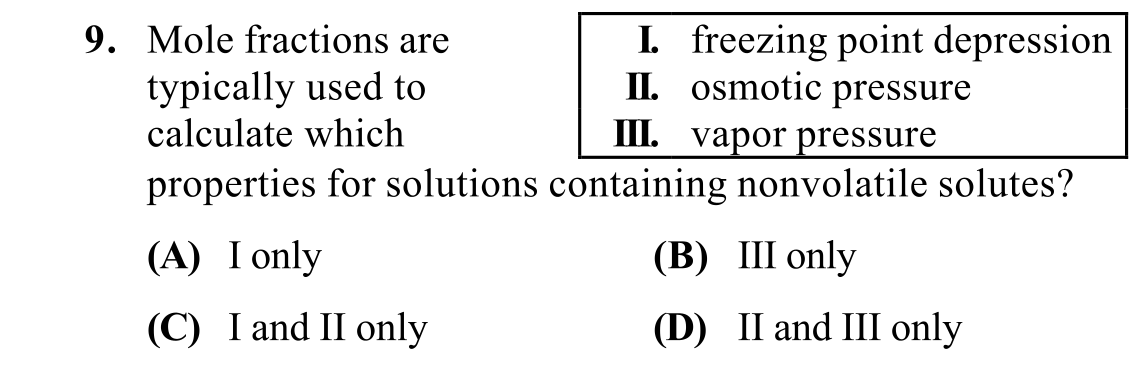 9. Mole fractions are
typically used to
calculate which
I. freezing point depression
II. osmotic pressure
III. vapor pressure
properties for solutions containing nonvolatile solutes?
(A) I only
(B) III only
(C) I and II only
(D) II and III only